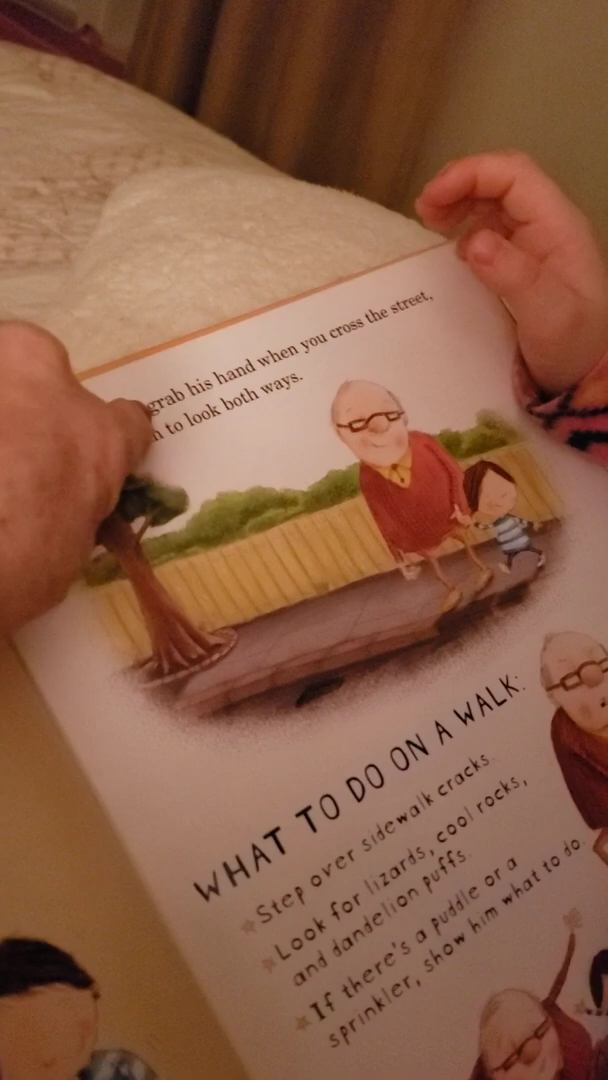 grab his hand when you cross the street,
to look both ways.
WHAT TO DO ON A WALK:
Step over sidewalk cracks.
Look for lizards, cool rocks,
and dandelion puffs.
If there's a puddle or a
sprinkler, show him what to do.